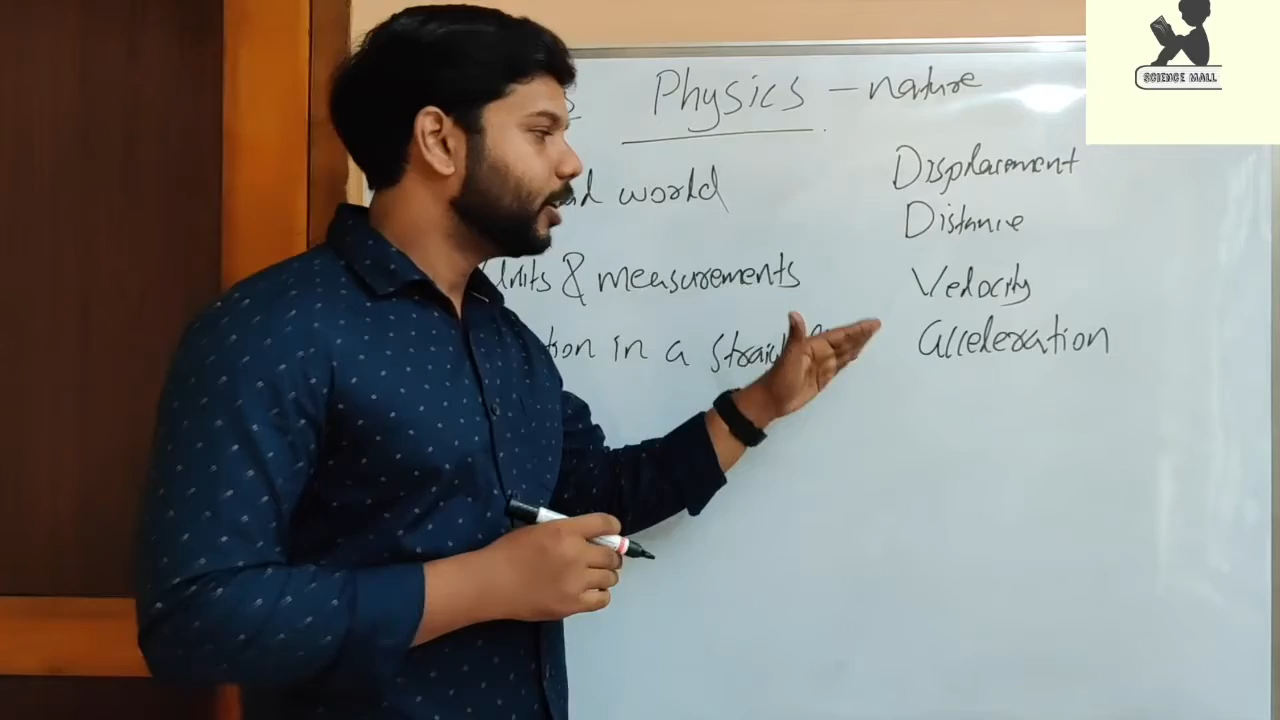 Physics - nature
SCIENCE MALL
world
Displacement
Distance
Units & measurements
Velocity
in a
Acceleration